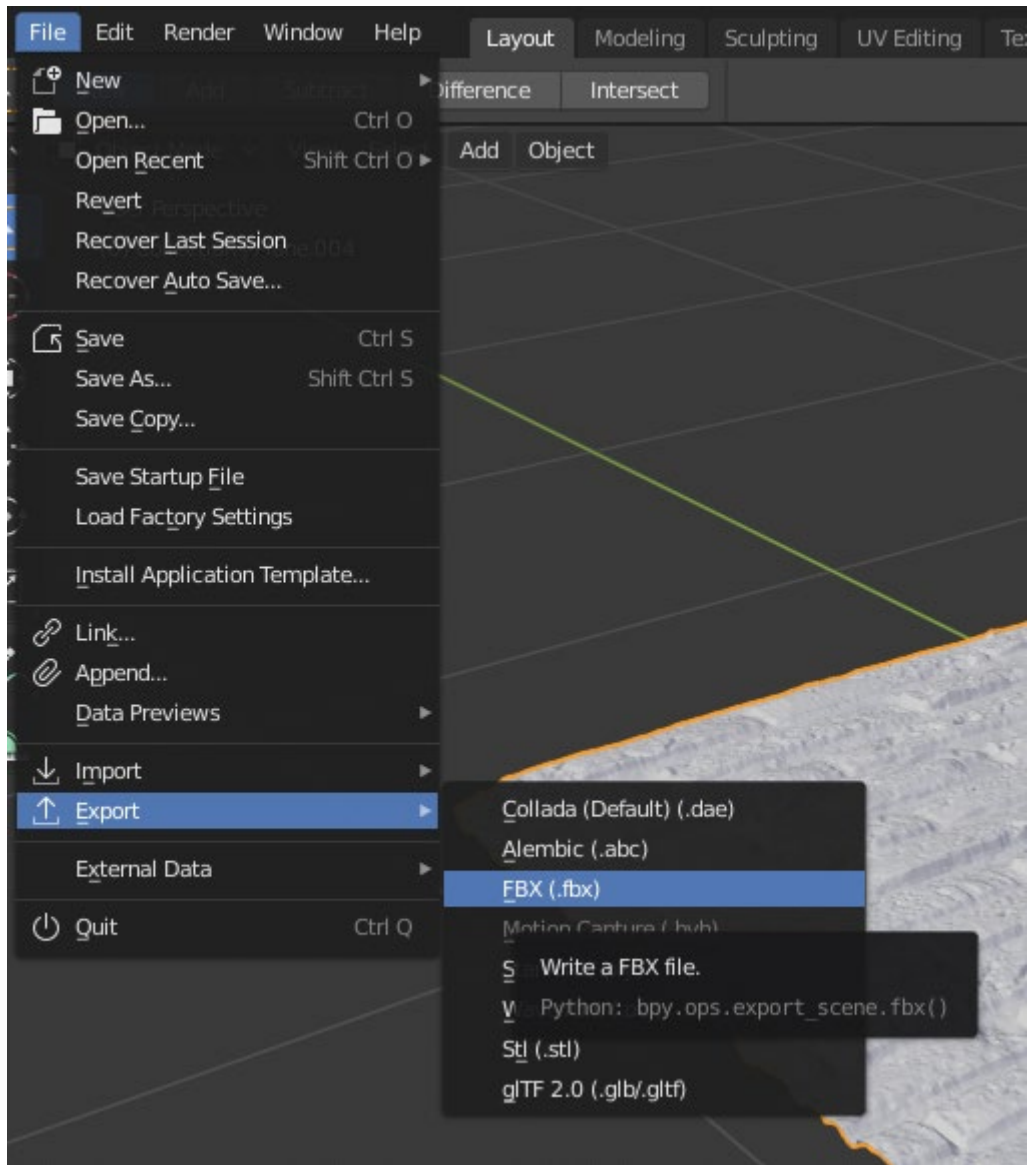 File Edit Render Window Help Layout Modeling Sculpting UV Editing
New
Difference Intersect
Open... Ctrl O
Open Recent Shift Ctrl O
Add Object
Revert
Perspective
Recover Last Session
Recover Auto Save...
Save Ctrl S
Save As... Shift Ctrl S
Save Copy...
Save Startup File
Load Factory Settings
Install Application Template...
Link...
Append...
Data Previews
Import
Export
External Data
Quit Ctrl Q
Collada (Default) (.dae)
Alembic (.abc)
FBX (.fbx)
Motion Capture (.bvh)
Write a FBX file.
Python: bpy.ops.export_scene.fbx()
Stl (.stl)
glTF 2.0 (.glb/.gltf)